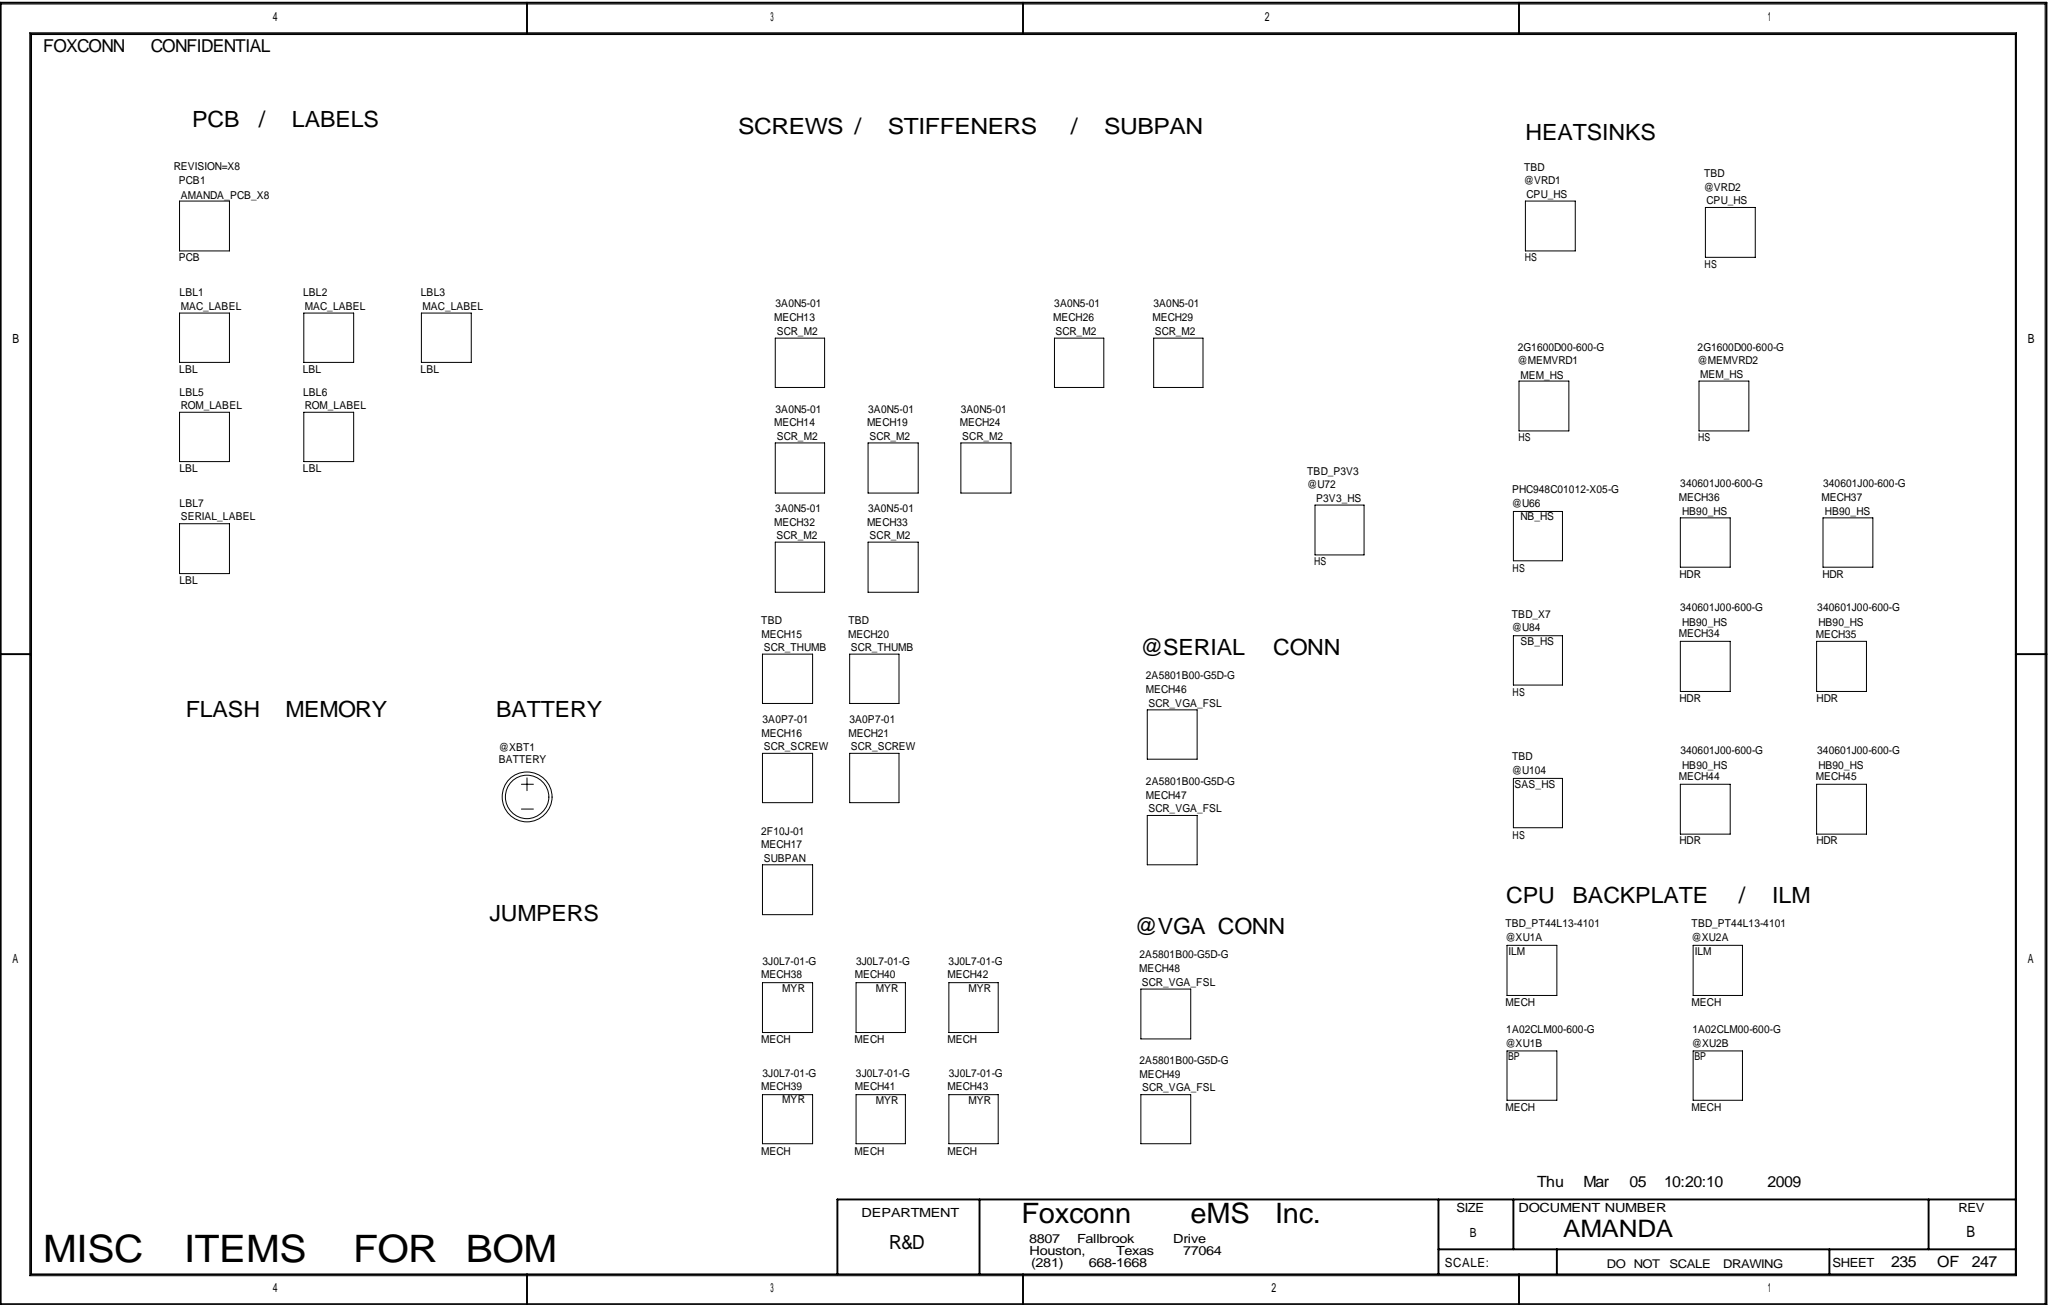 4 3 2 1
FOXCONN CONFIDENTIAL
PCB / LABELS
REVISION=X8
PCB1
AMANDA_PCB_X8
PCB
LBL1
MAC_LABEL
LBL
LBL2
MAC_LABEL
LBL
LBL3
MAC_LABEL
LBL
LBL5
ROM_LABEL
LBL
LBL6
ROM_LABEL
LBL
LBL7
SERIAL_LABEL
LBL
FLASH MEMORY
BATTERY
@XBT1
BATTERY
JUMPERS
SCREWS / STIFFENERS / SUBPAN
3A0N5-01
MECH13
SCR_M2
3A0N5-01
MECH26
SCR_M2
3A0N5-01
MECH29
SCR_M2
3A0N5-01
MECH14
SCR_M2
3A0N5-01
MECH19
SCR_M2
3A0N5-01
MECH24
SCR_M2
3A0N5-01
MECH32
SCR_M2
3A0N5-01
MECH33
SCR_M2
TBD
MECH15
SCR_THUMB
TBD
MECH20
SCR_THUMB
3A0P7-01
MECH16
SCR_SCREW
3A0P7-01
MECH21
SCR_SCREW
2F10J-01
MECH17
SUBPAN
3J0L7-01-G
MECH38
MYR
MECH
3J0L7-01-G
MECH40
MYR
MECH
3J0L7-01-G
MECH42
MYR
MECH
3J0L7-01-G
MECH39
MYR
MECH
3J0L7-01-G
MECH41
MYR
MECH
3J0L7-01-G
MECH43
MYR
MECH
TBD_P3V3
@U72
P3V3_HS
HS
@SERIAL CONN
2A5801B00-G5D-G
MECH46
SCR_VGA_FSL
2A5801B00-G5D-G
MECH47
SCR_VGA_FSL
@VGA CONN
2A5801B00-G5D-G
MECH48
SCR_VGA_FSL
2A5801B00-G5D-G
MECH49
SCR_VGA_FSL
HEATSINKS
TBD
@VRD1
CPU_HS
HS
TBD
@VRD2
CPU_HS
HS
2G1600D00-600-G
@MEMVRD1
MEM_HS
HS
2G1600D00-600-G
@MEMVRD2
MEM_HS
HS
PHC948C01012-X05-G
@U66
NB_HS
HS
340601J00-600-G
MECH36
HB90_HS
HDR
340601J00-600-G
MECH37
HB90_HS
HDR
TBD_X7
@U84
SB_HS
HS
340601J00-600-G
HB90_HS
MECH34
HDR
340601J00-600-G
HB90_HS
MECH35
HDR
TBD
@U104
SAS_HS
HS
340601J00-600-G
HB90_HS
MECH44
HDR
340601J00-600-G
HB90_HS
MECH45
HDR
CPU BACKPLATE / ILM
TBD_PT44L13-4101
@XU1A
ILM
MECH
TBD_PT44L13-4101
@XU2A
ILM
MECH
1A02CLM00-600-G
@XU1B
BP
MECH
1A02CLM00-600-G
@XU2B
BP
MECH
B B
A A
Thu Mar 05 10:20:10 2009
MISC ITEMS FOR BOM
DEPARTMENT
R&D
Foxconn eMS Inc.
8807 Fallbrook Drive
Houston, Texas 77064
(281) 668-1668
SIZE
B
DOCUMENT NUMBER
AMANDA
REV
B
SCALE:
DO NOT SCALE DRAWING
SHEET 235 OF 247
4 3 2 1